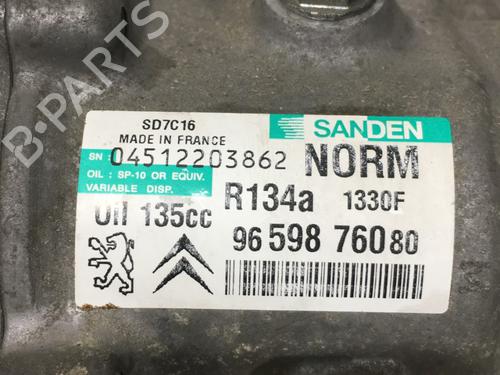 SD7C16
MADE IN FRANCE
SANDEN
SN: 04512203862
NORM
OIL : SP-10 OR EQUIV.
VARIABLE DISP.
R134a 1330F
Oil 135cc
96 598 760 80
B-PARTS